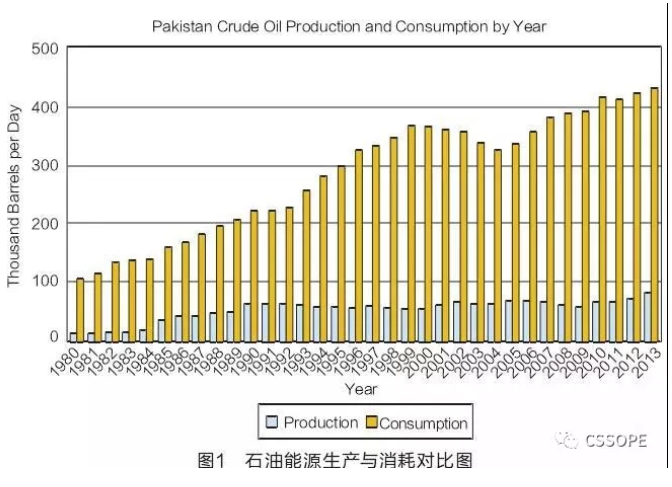 Pakistan Crude Oil Production and Consumption by Year
500
400
300
200
100
0
Thousand Barrels per Day
1980 1981 1982 1983 1984 1985 1986 1987 1988 1989 1990 1991 1992 1993 1994 1995 1996 1997 1998 1999 2000 2001 2002 2003 2004 2005 2006 2007 2008 2009 2010 2011 2012 2013
Year
Production Consumption
CSSOPE
图1 石油能源生产与消耗对比图